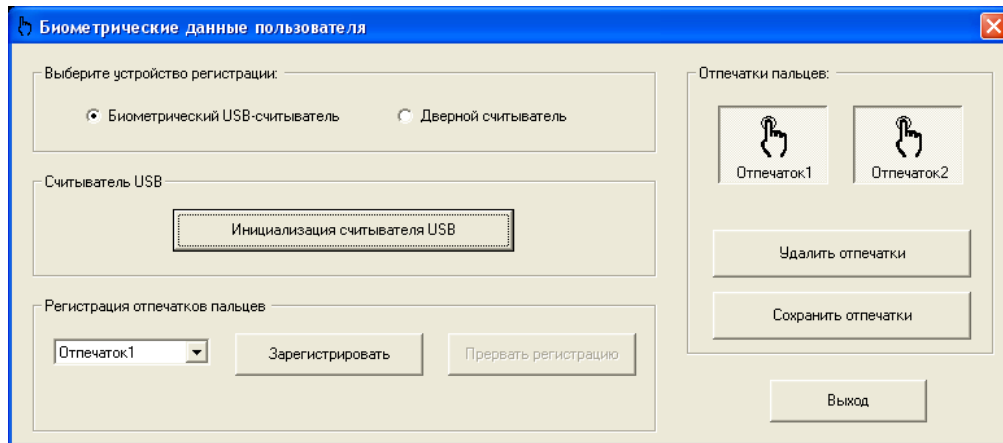 Биометрические данные пользователя
Выберите устройство регистрации:
Биометрический USB-считыватель
Дверной считыватель
Считыватель USB
Инициализация считывателя USB
Регистрация отпечатков пальцев
Отпечаток1
Зарегистрировать
Прервать регистрацию
Отпечатки пальцев:
Отпечаток1
Отпечаток2
Удалить отпечатки
Сохранить отпечатки
Выход